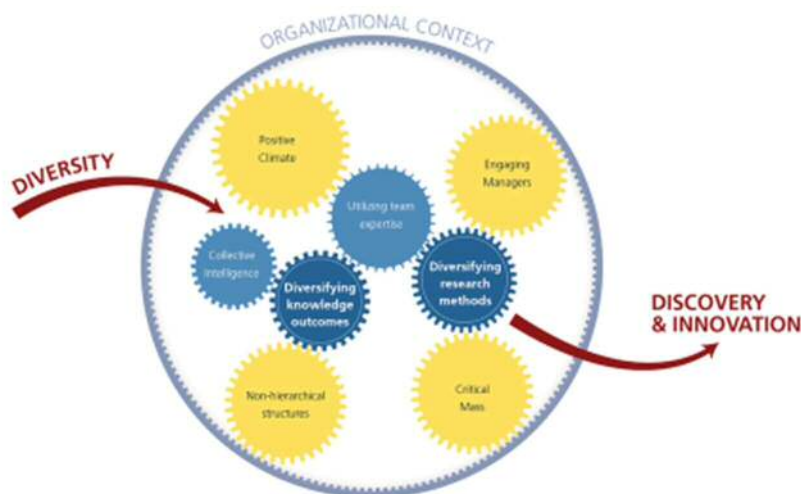 ORGANIZATIONAL CONTEXT
Positive
Climate
Engaging
Managers
DIVERSITY
Utilizing team
expertise
Collective
Intelligence
Diversifying
knowledge
outcomes
Diversifying
research
methods
DISCOVERY
& INNOVATION
Non-hierarchical
structures
Critical
Mass